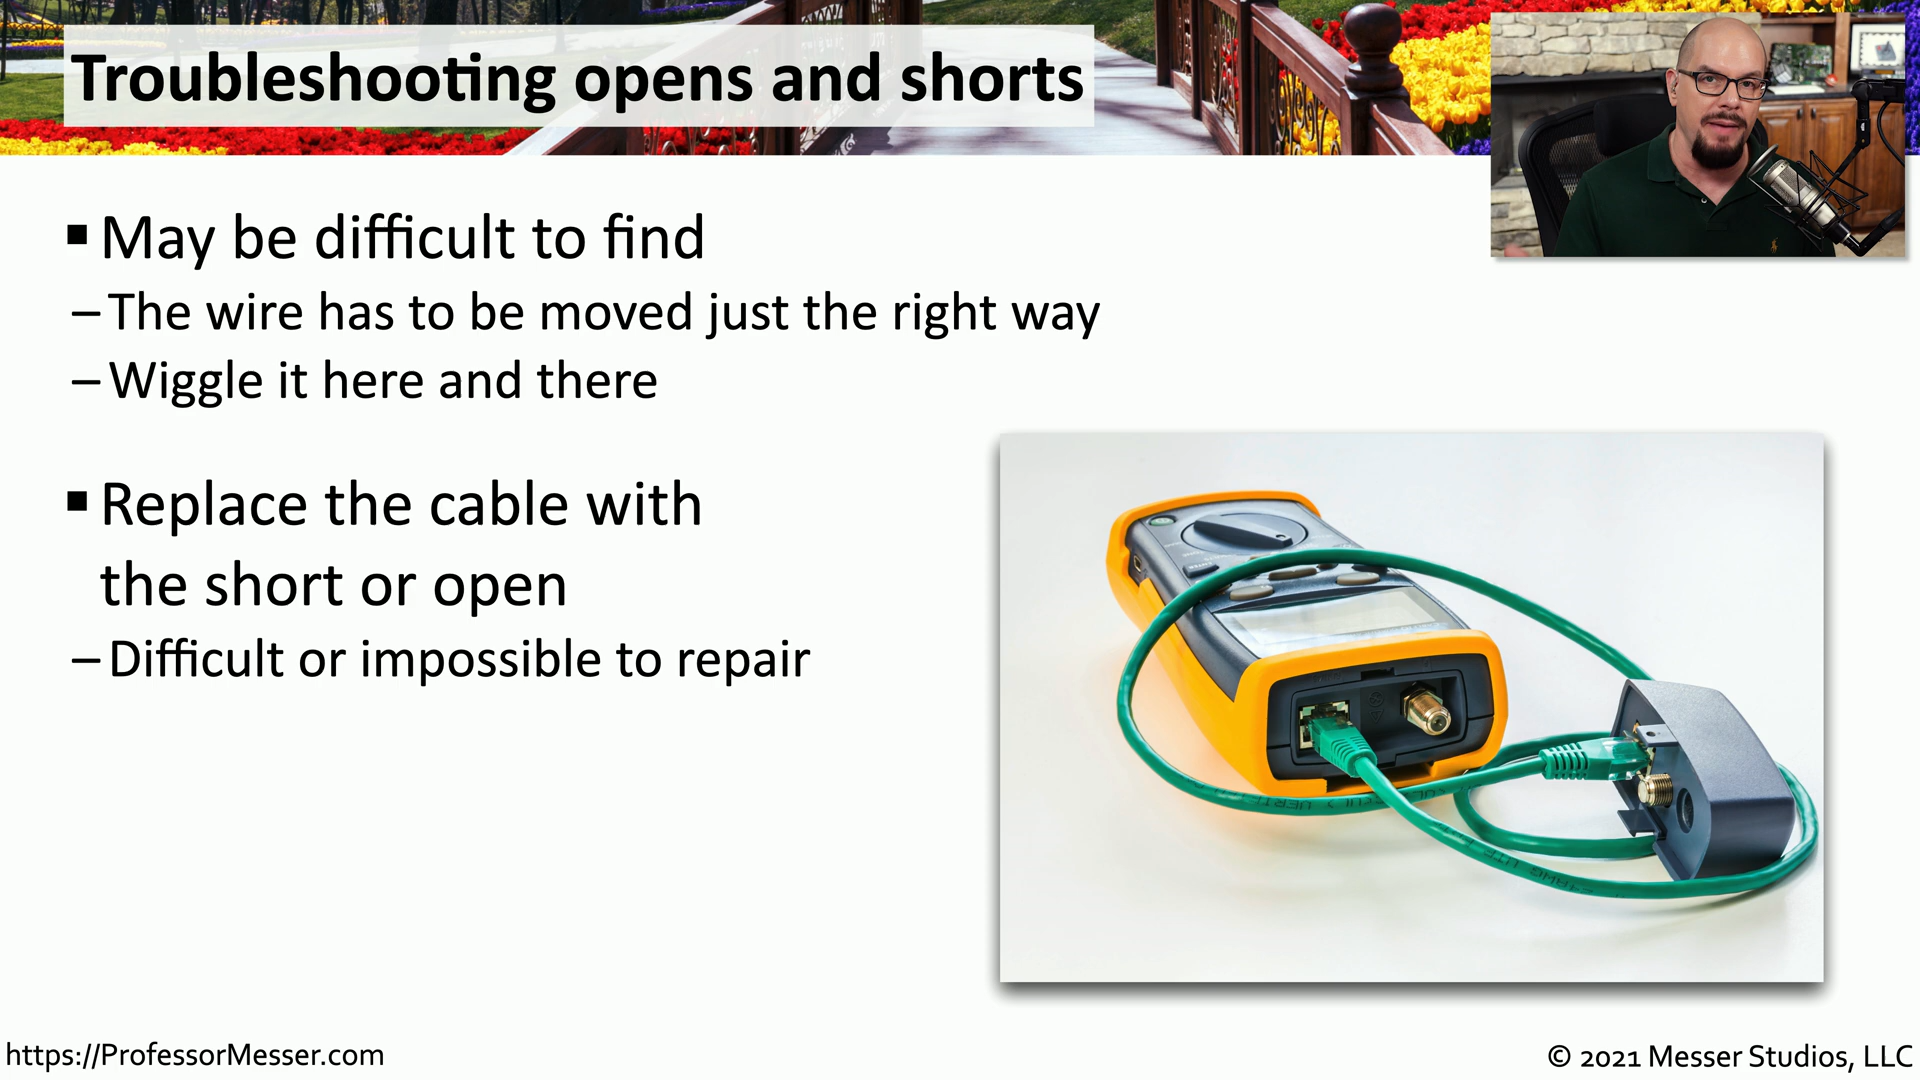 Troubleshooting opens and shorts
▪ May be difficult to find
– The wire has to be moved just the right way
– Wiggle it here and there
▪ Replace the cable with
the short or open
– Difficult or impossible to repair
https://ProfessorMesser.com
© 2021 Messer Studios, LLC